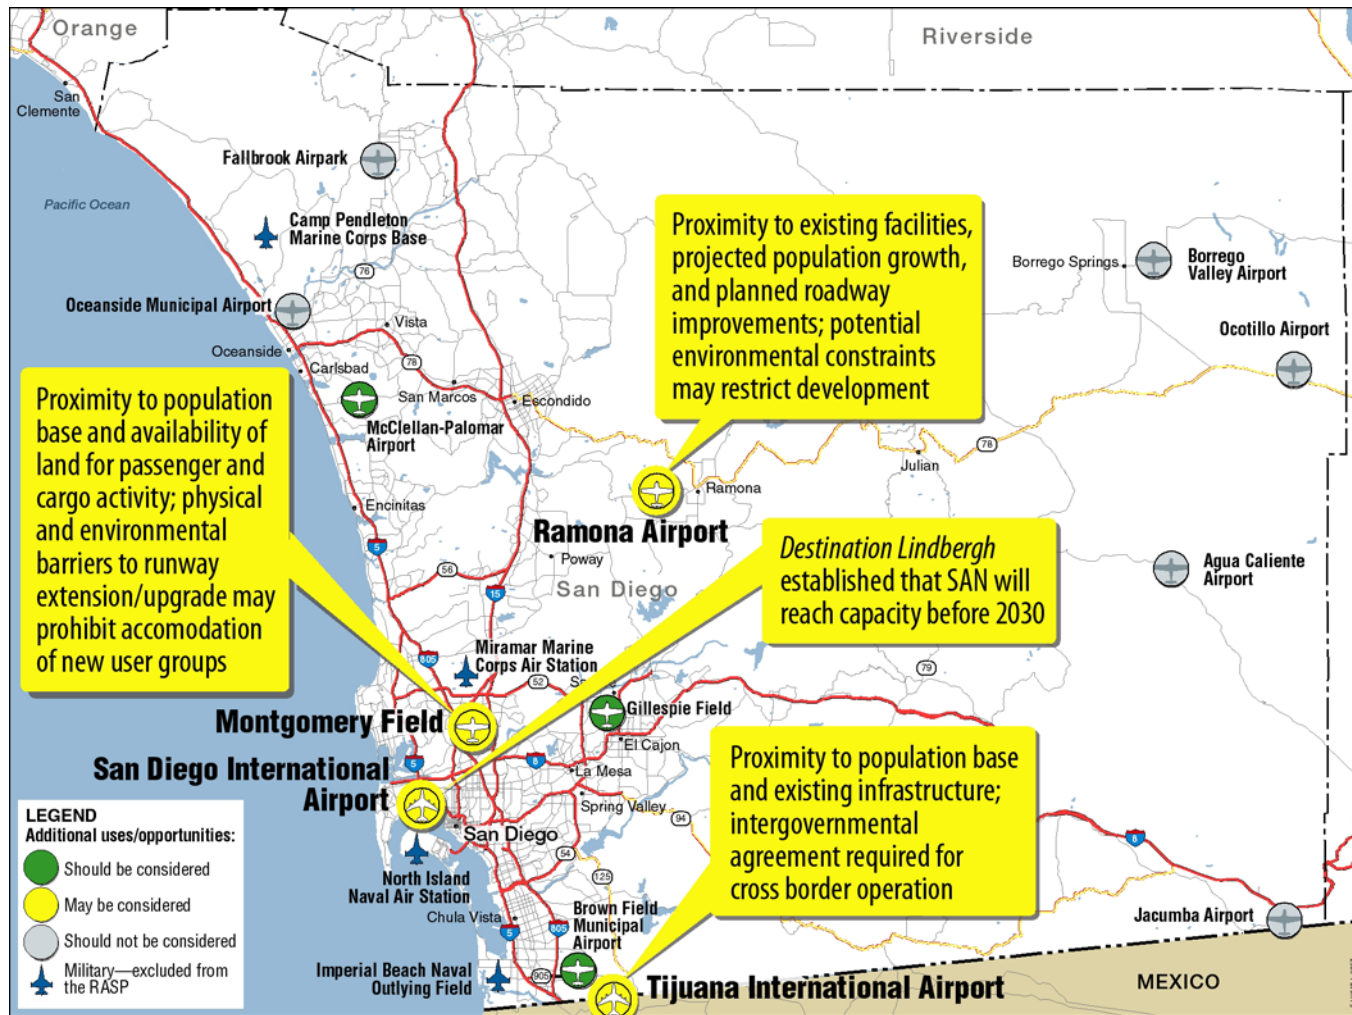 Orange
Riverside
San
Clemente
Fallbrook Airpark
Pacific Ocean
Camp Pendleton
Marine Corps Base
76
Oceanside Municipal Airport
Vista
Oceanside
Carlsbad
78
San Marcos
Escondido
McClellan-Palomar
Airport
Proximity to existing facilities,
projected population growth,
and planned roadway
improvements; potential
environmental constraints
may restrict development
Borrego Springs
Borrego
Valley Airport
Ocotillo Airport
78
Julian
Ramona
Ramona Airport
Proximity to population
base and availability of
land for passenger and
cargo activity; physical
and environmental
barriers to runway
extension/upgrade may
prohibit accomodation
of new user groups
Encinitas
5
56
15
Poway
San Diego
Destination Lindbergh
established that SAN will
reach capacity before 2030
Agua Caliente
Airport
805
Miramar Marine
Corps Air Station
52
79
Gillespie Field
Montgomery Field
El Cajon
5
8
La Mesa
San Diego International
Airport
Spring Valley
94
San Diego
54
125
North Island
Naval Air Station
Chula Vista
5
805
Brown Field
Municipal
Airport
Proximity to population base
and existing infrastructure;
intergovernmental
agreement required for
cross border operation
8
Jacumba Airport
Imperial Beach Naval
Outlying Field
905
Tijuana International Airport
MEXICO
LEGEND
Additional uses/opportunities:
Should be considered
May be considered
Should not be considered
Military—excluded from
the RASP